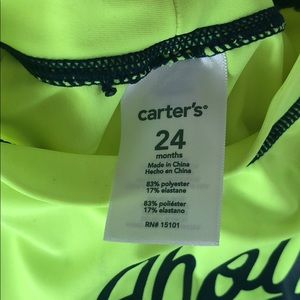 carter's®
24
months
Made in China
Hecho en China
83% polyester
17% elastane
83% poliéster
17% elastano
RN# 15101
Ahoy